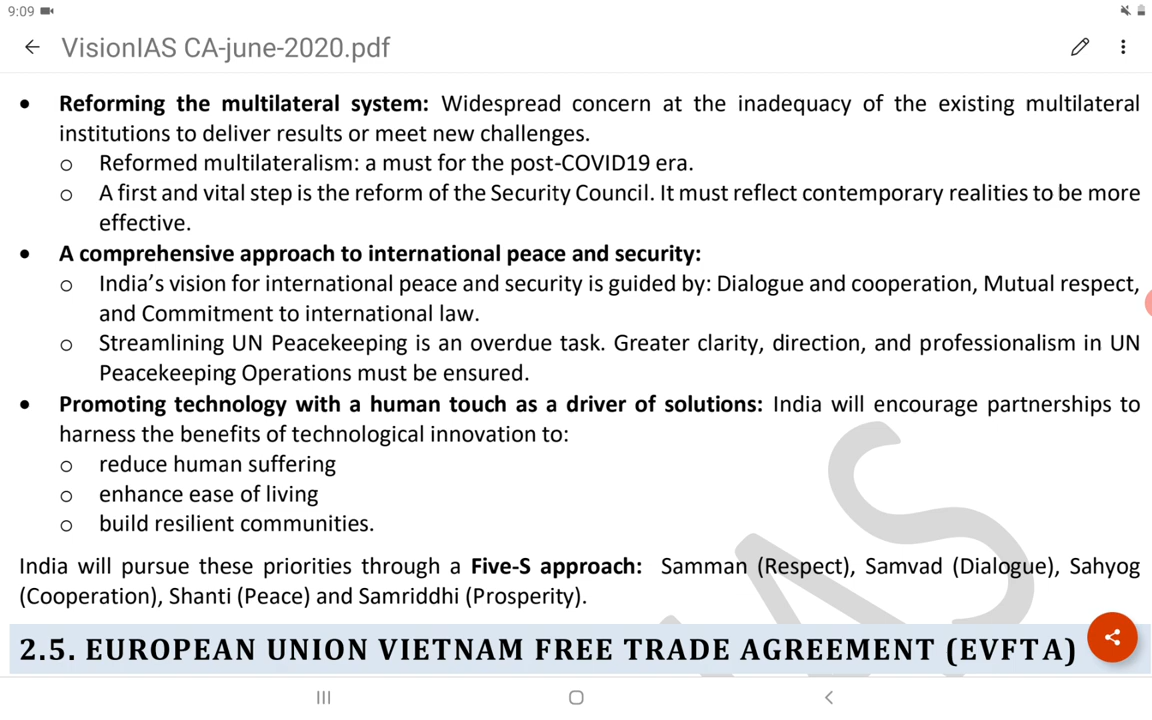 9:09
VisionIAS CA-june-2020.pdf
• Reforming the multilateral system: Widespread concern at the inadequacy of the existing multilateral
institutions to deliver results or meet new challenges.
o Reformed multilateralism: a must for the post-COVID19 era.
o A first and vital step is the reform of the Security Council. It must reflect contemporary realities to be more
effective.
• A comprehensive approach to international peace and security:
o India's vision for international peace and security is guided by: Dialogue and cooperation, Mutual respect,
and Commitment to international law.
o Streamlining UN Peacekeeping is an overdue task. Greater clarity, direction, and professionalism in UN
Peacekeeping Operations must be ensured.
• Promoting technology with a human touch as a driver of solutions: India will encourage partnerships to
harness the benefits of technological innovation to:
o reduce human suffering
o enhance ease of living
o build resilient communities.
India will pursue these priorities through a Five-S approach: Samman (Respect), Samvad (Dialogue), Sahyog
(Cooperation), Shanti (Peace) and Samriddhi (Prosperity).
2.5. EUROPEAN UNION VIETNAM FREE TRADE AGREEMENT (EVFTA)